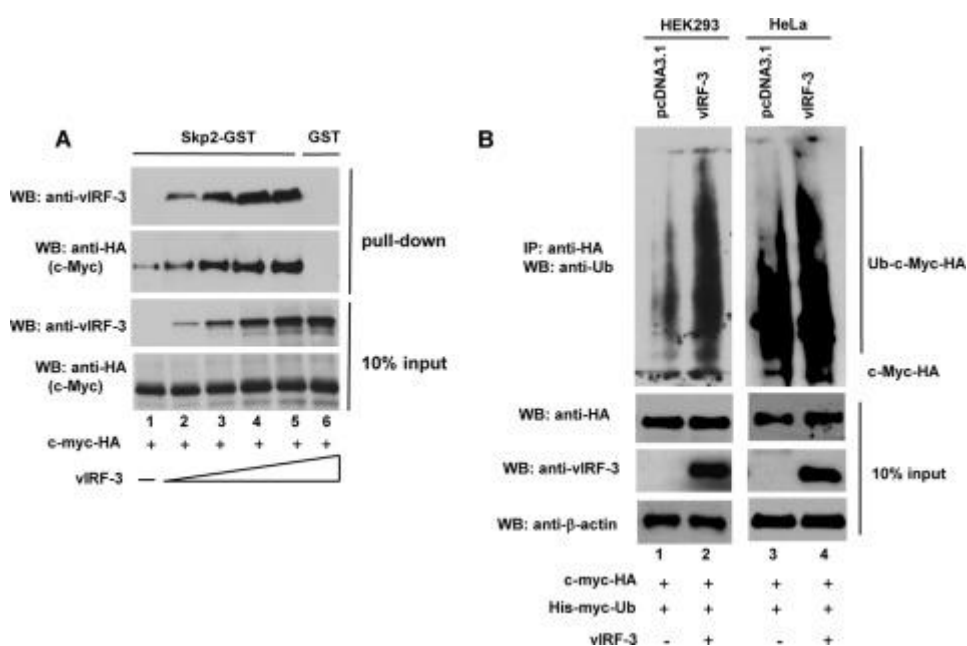 A
Skp2-GST GST
WB: anti-vIRF-3
WB: anti-HA
(c-Myc)
pull-down
WB: anti-vIRF-3
WB: anti-HA
(c-Myc)
10% input
1 2 3 4 5 6
c-myc-HA + + + + + +
vIRF-3 —
B
HEK293 HeLa
pcDNA3.1 vIRF-3 pcDNA3.1 vIRF-3
IP: anti-HA
WB: anti-Ub
Ub-c-Myc-HA
c-Myc-HA
WB: anti-HA
WB: anti-vIRF-3
10% input
WB: anti-β-actin
1 2 3 4
c-myc-HA + + + +
His-myc-Ub + + + +
vIRF-3 - + - +